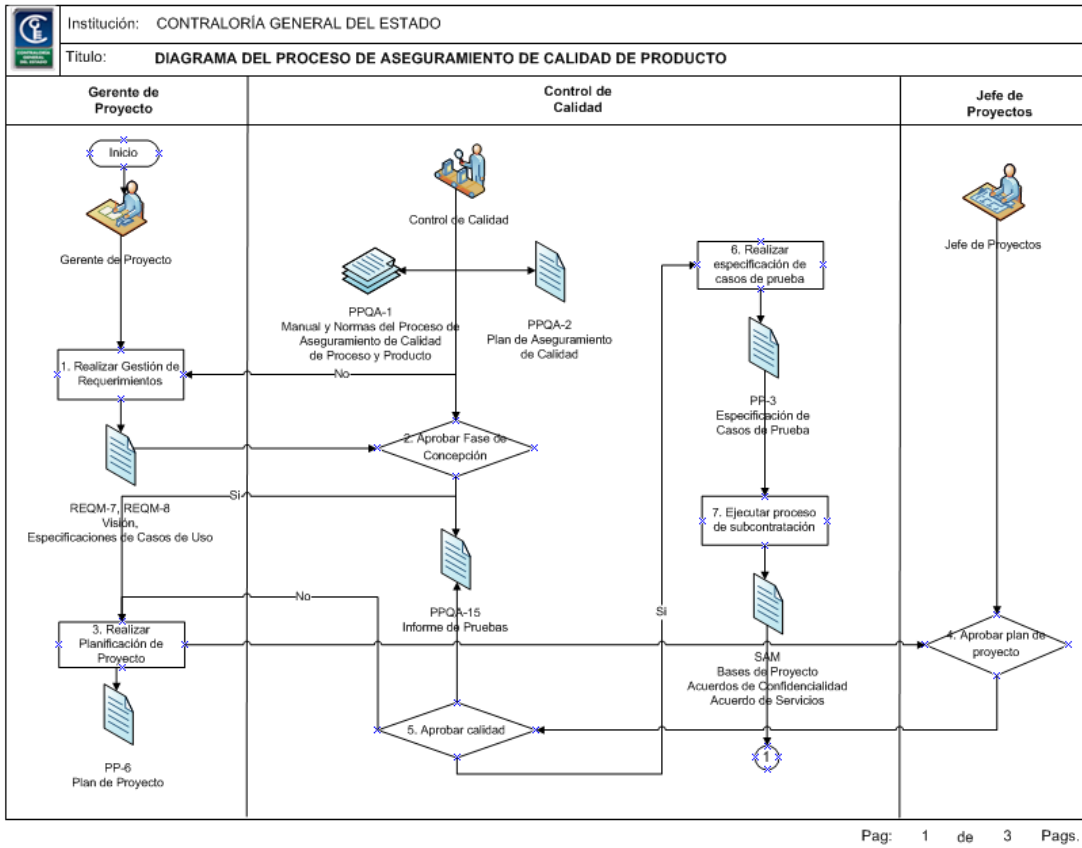 Institución: CONTRALORÍA GENERAL DEL ESTADO
CONTRALORÍA
GENERAL
DEL ESTADO
Titulo: DIAGRAMA DEL PROCESO DE ASEGURAMIENTO DE CALIDAD DE PRODUCTO
Gerente de
Proyecto
Control de
Calidad
Jefe de
Proyectos
Inicio
Gerente de Proyecto
Control de Calidad
Jefe de Proyectos
PPQA-1
Manual y Normas del Proceso de
Aseguramiento de Calidad
de Proceso y Producto
PPQA-2
Plan de Aseguramiento
de Calidad
6. Realizar
especificación de
casos de prueba
1. Realizar Gestión de
Requerimientos
No
PP-3
Especificación de
Casos de Prueba
2. Aprobar Fase de
Concepción
REQM-7, REQM-8
Visión,
Especificaciones de Casos de Uso
Si
7. Ejecutar proceso
de subcontratación
No
PPQA-15
Informe de Pruebas
Si
3. Realizar
Planificación de
Proyecto
4. Aprobar plan de
proyecto
SAM
Bases de Proyecto
Acuerdos de Confidencialidad
Acuerdo de Servicios
5. Aprobar calidad
1
PP-6
Plan de Proyecto
Pag: 1 de 3 Pags.